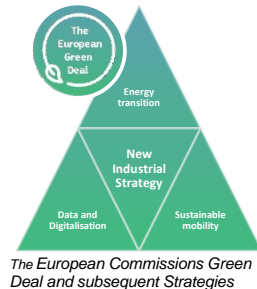 The
European
Green
Deal
Energy
transition
New
Industrial
Strategy
Data and
Digitalisation
Sustainable
mobility
The European Commissions Green
Deal and subsequent Strategies